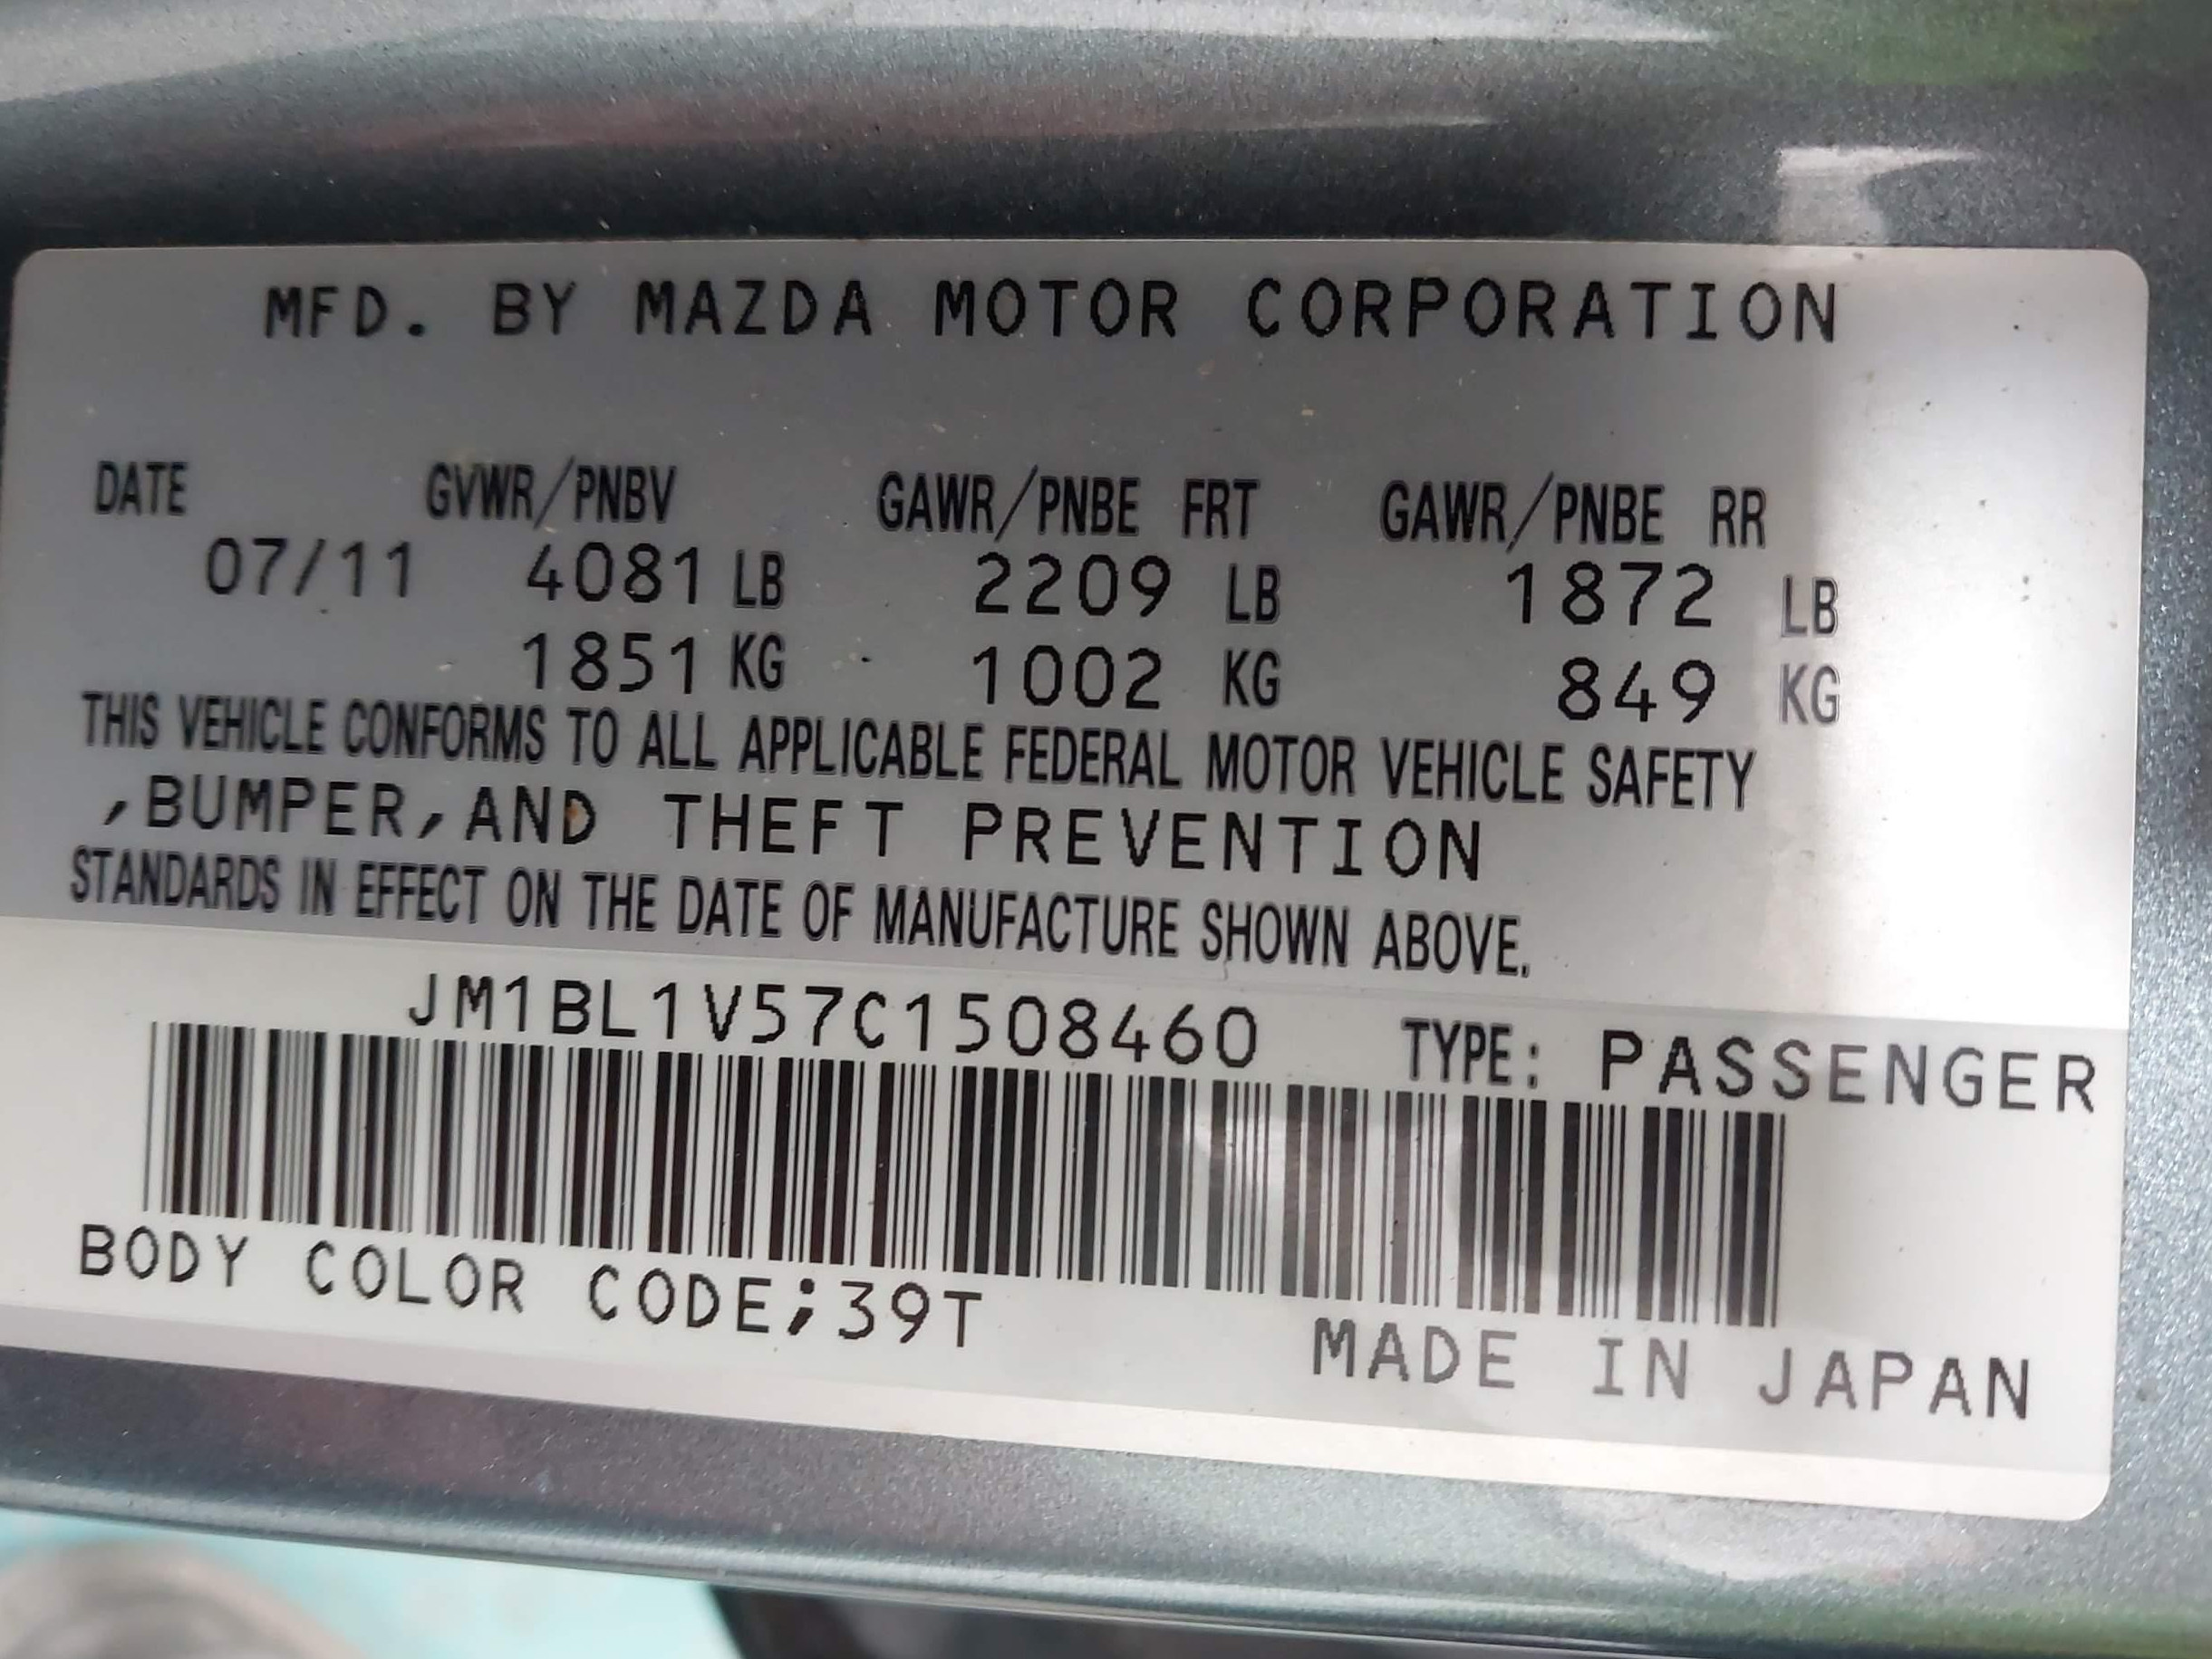 MFD. BY MAZDA MOTOR CORPORATION
DATE GVWR/PNBV GAWR/PNBE FRT GAWR/PNBE RR
07/11 4081 LB 2209 LB 1872 LB
1851 KG 1002 KG 849 KG
THIS VEHICLE CONFORMS TO ALL APPLICABLE FEDERAL MOTOR VEHICLE SAFETY
,BUMPER,AND THEFT PREVENTION
STANDARDS IN EFFECT ON THE DATE OF MANUFACTURE SHOWN ABOVE.
JM1BL1V57C1508460 TYPE: PASSENGER
BODY COLOR CODE;39T
MADE IN JAPAN